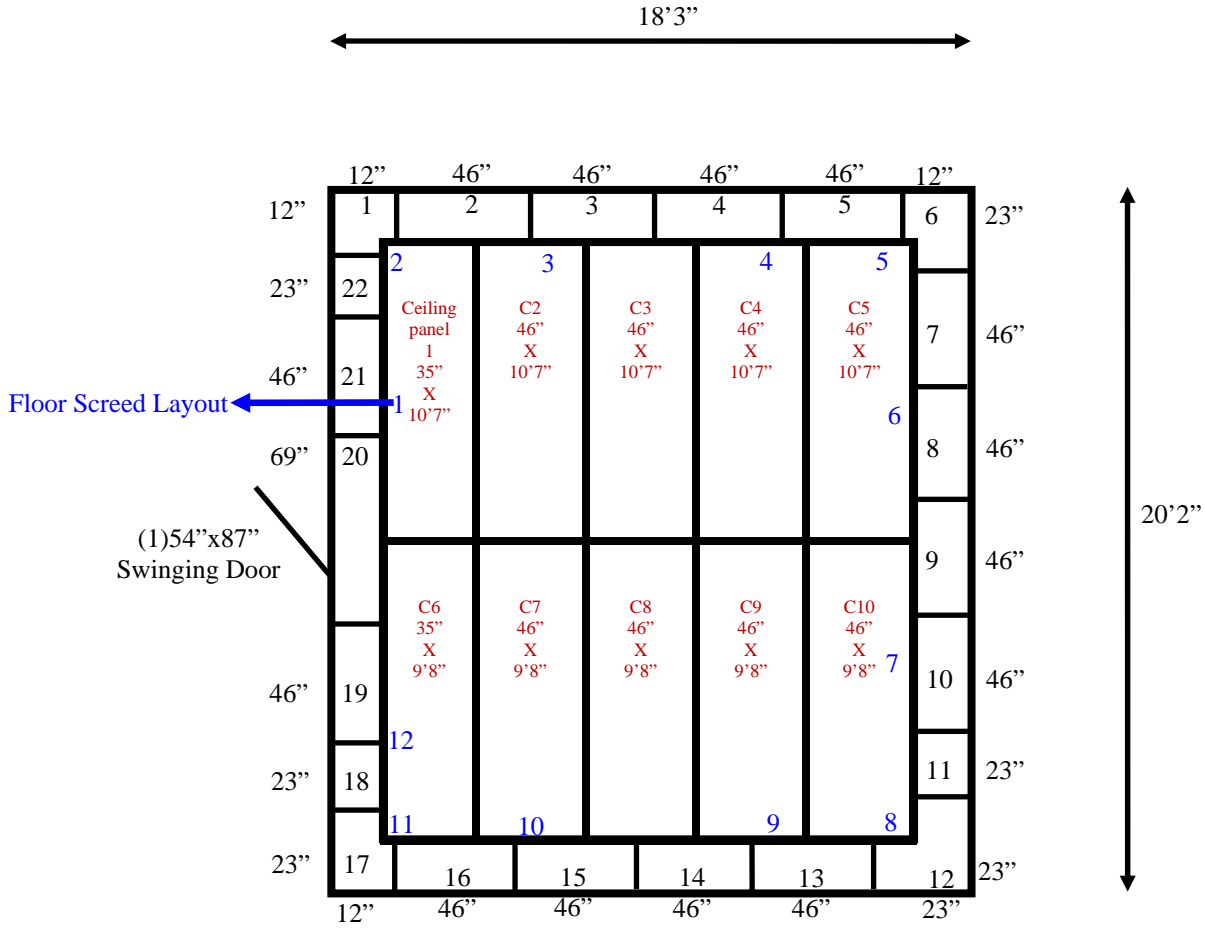 18’3”
12” 46” 46” 46” 46” 12”
12” 1 2 3 4 5 6 23”
2 3 4 5
23” 22
Ceiling
panel
1
35”
X
10’7”
C2
46”
X
10’7”
C3
46”
X
10’7”
C4
46”
X
10’7”
C5
46”
X
10’7”
7 46”
46” 21
Floor Screed Layout 1 6
69” 20 8 46”
20’2”
(1)54”x87”
Swinging Door
9 46”
C6
35”
X
9’8”
C7
46”
X
9’8”
C8
46”
X
9’8”
C9
46”
X
9’8”
C10
46”
X
9’8”
7
46” 19 10 46”
12
23” 18 11 23”
11 10 9 8
23” 17 16 15 14 13 12 23”
12” 46” 46” 46” 46” 23”